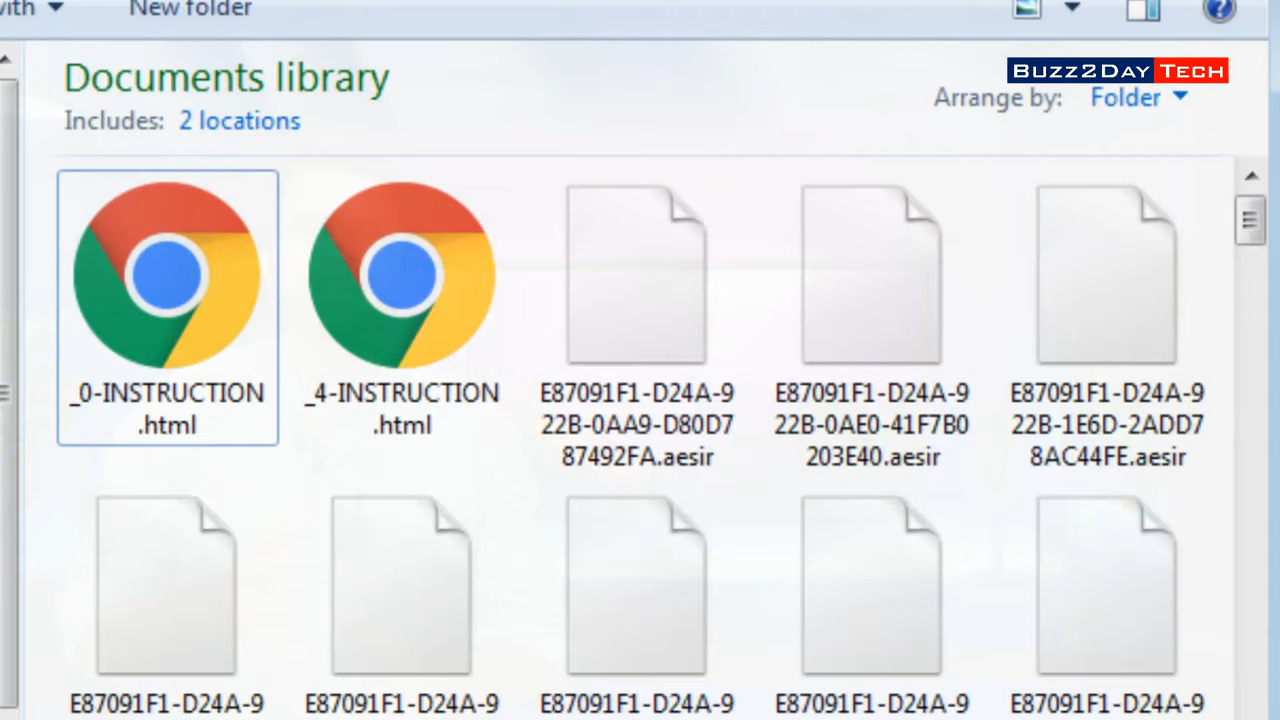 with New folder
Documents library
BUZZ2DAY TECH
Arrange by: Folder
Includes: 2 locations
_0-INSTRUCTION
.html
_4-INSTRUCTION
.html
E87091F1-D24A-9
22B-0AA9-D80D7
87492FA.aesir
E87091F1-D24A-9
22B-0AE0-41F7B0
203E40.aesir
E87091F1-D24A-9
22B-1E6D-2ADD7
8AC44FE.aesir
E87091F1-D24A-9
E87091F1-D24A-9
E87091F1-D24A-9
E87091F1-D24A-9
E87091F1-D24A-9